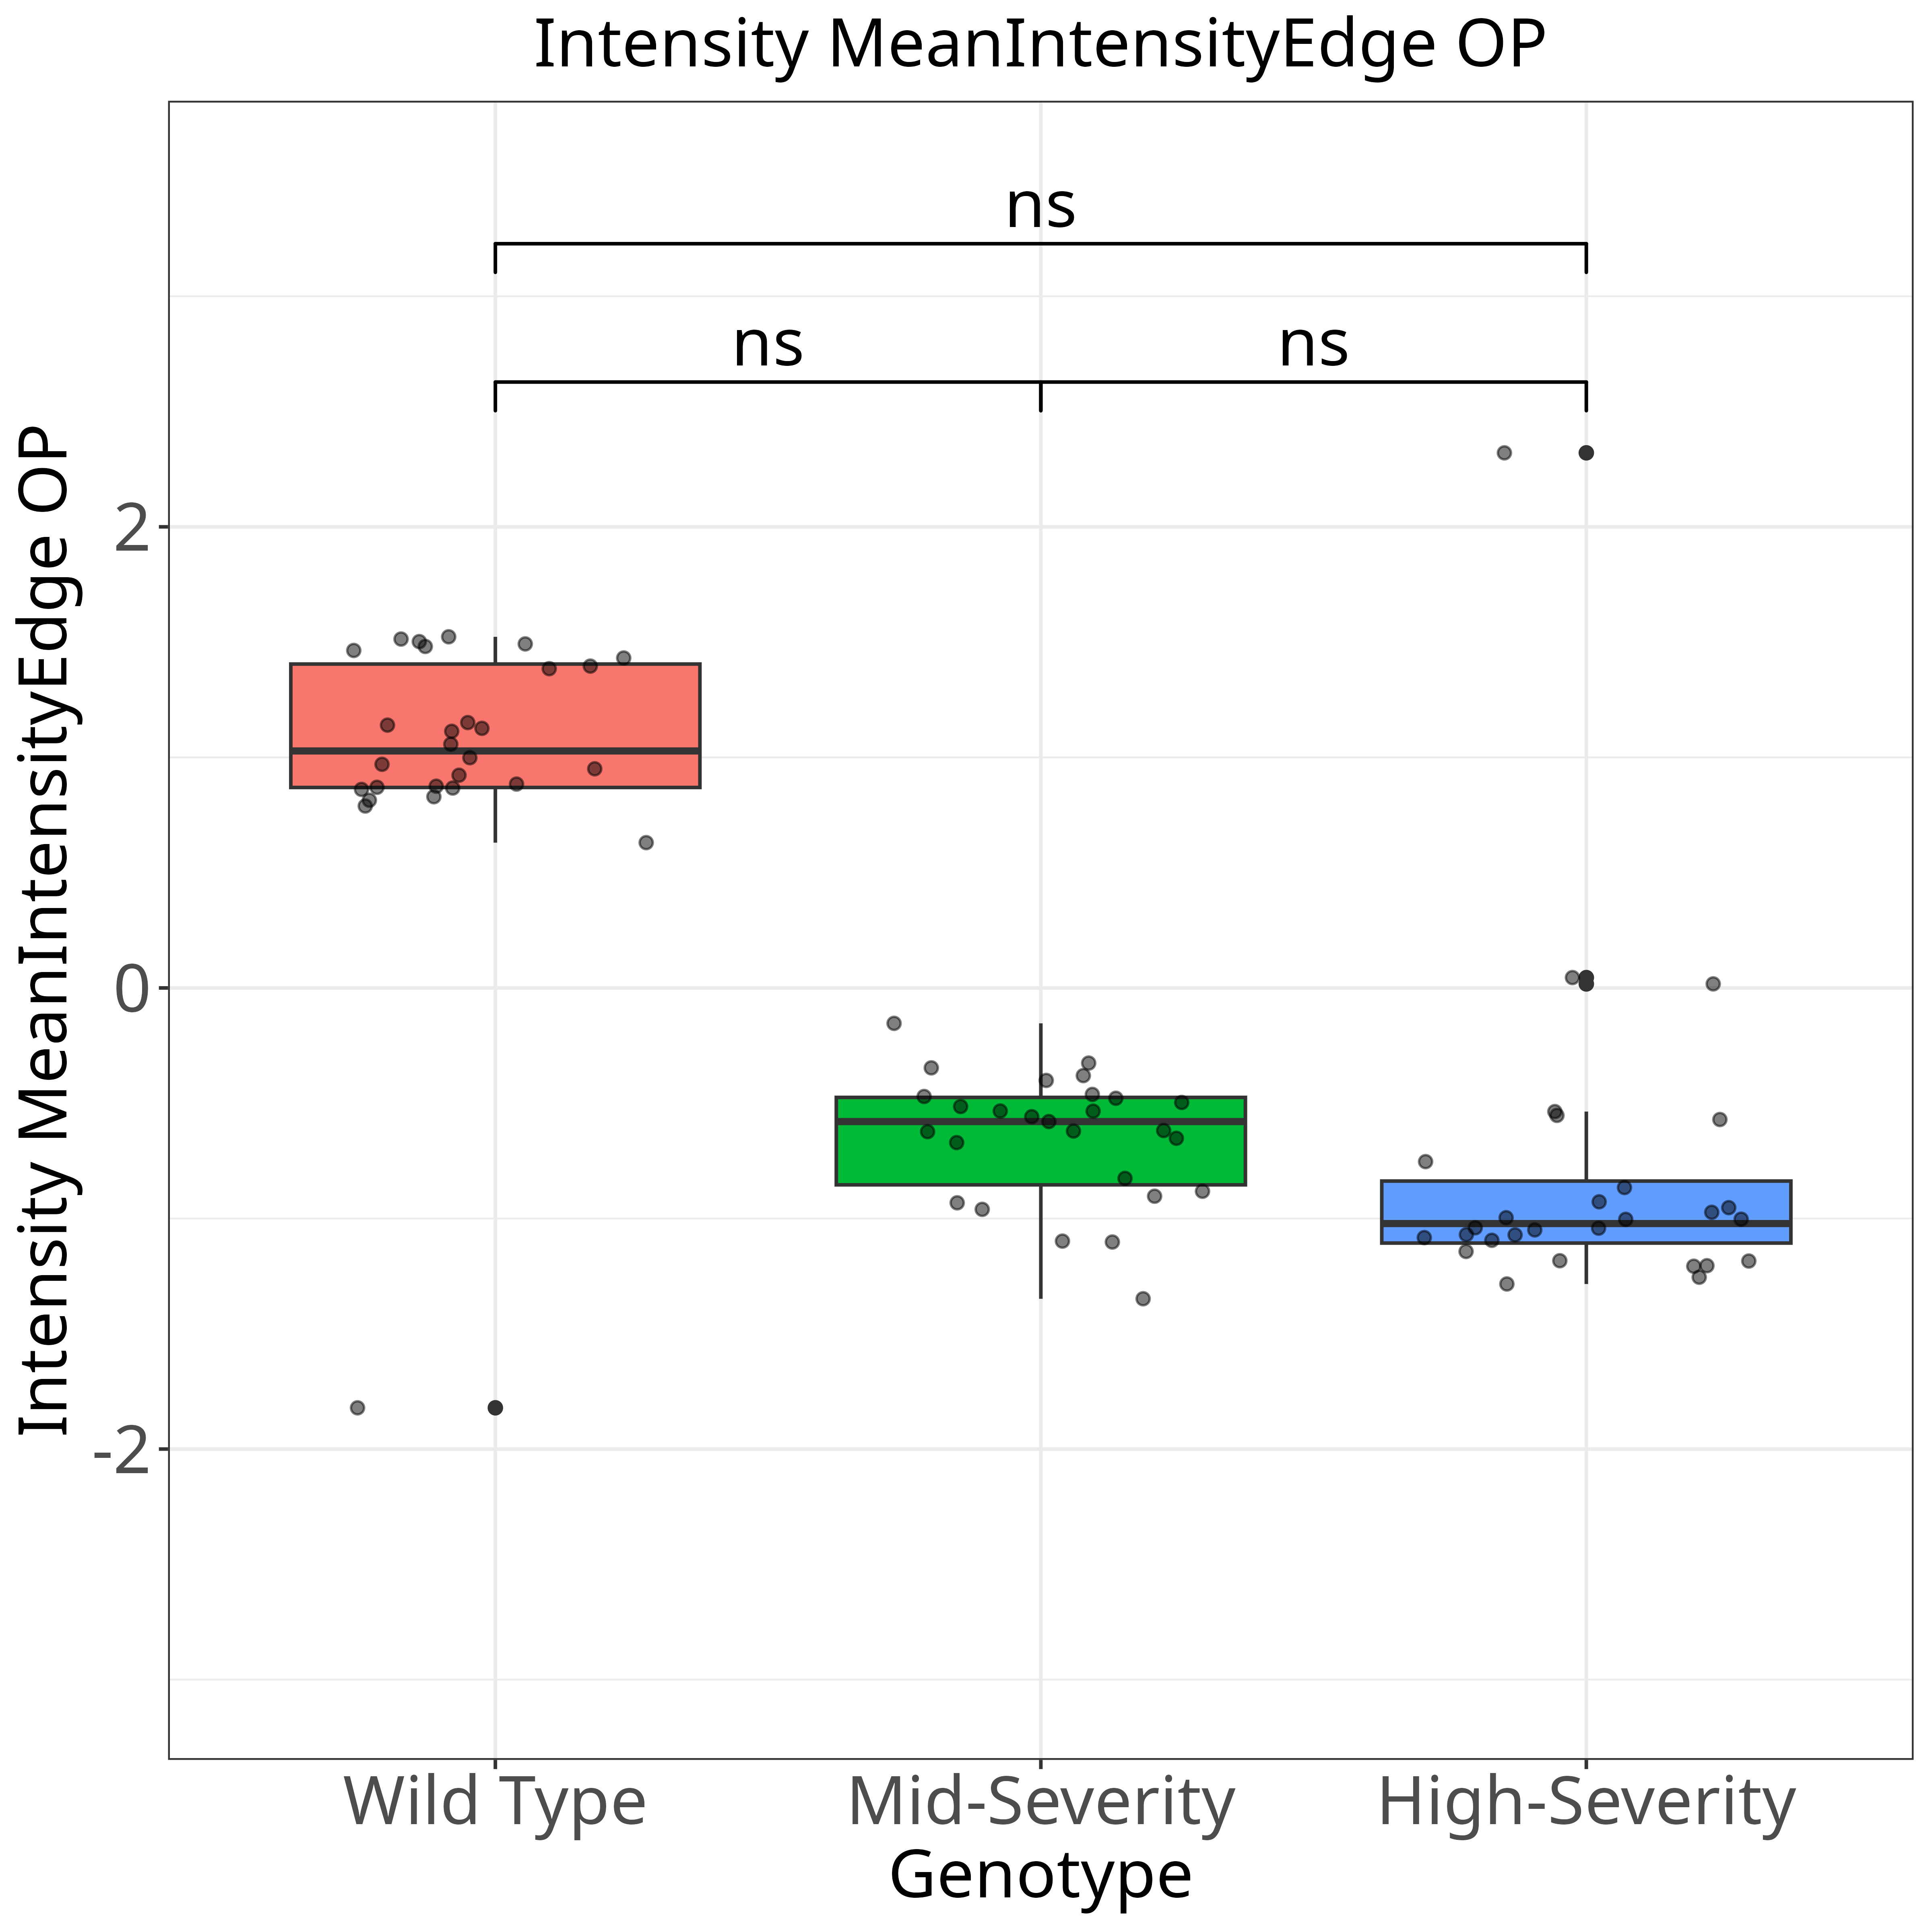 Intensity MeanIntensityEdge OP
ns
ns
ns
Intensity MeanIntensityEdge OP
2
0
-2
Wild Type
Mid-Severity
High-Severity
Genotype